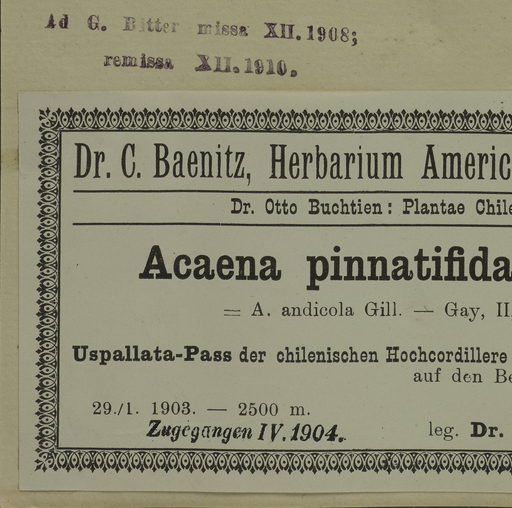 Ad G. Bitter missa XII.1908;
remissa XII.1910.
Dr. C. Baenitz, Herbarium Americ
Dr. Otto Buchtien: Plantae Chile
Acaena pinnatifida
= A. andicola Gill. — Gay, II
Uspallata-Pass der chilenischen Hochcordillere
auf den Be
29./1. 1903. — 2500 m.
Zugegangen IV. 1904.
leg. Dr.